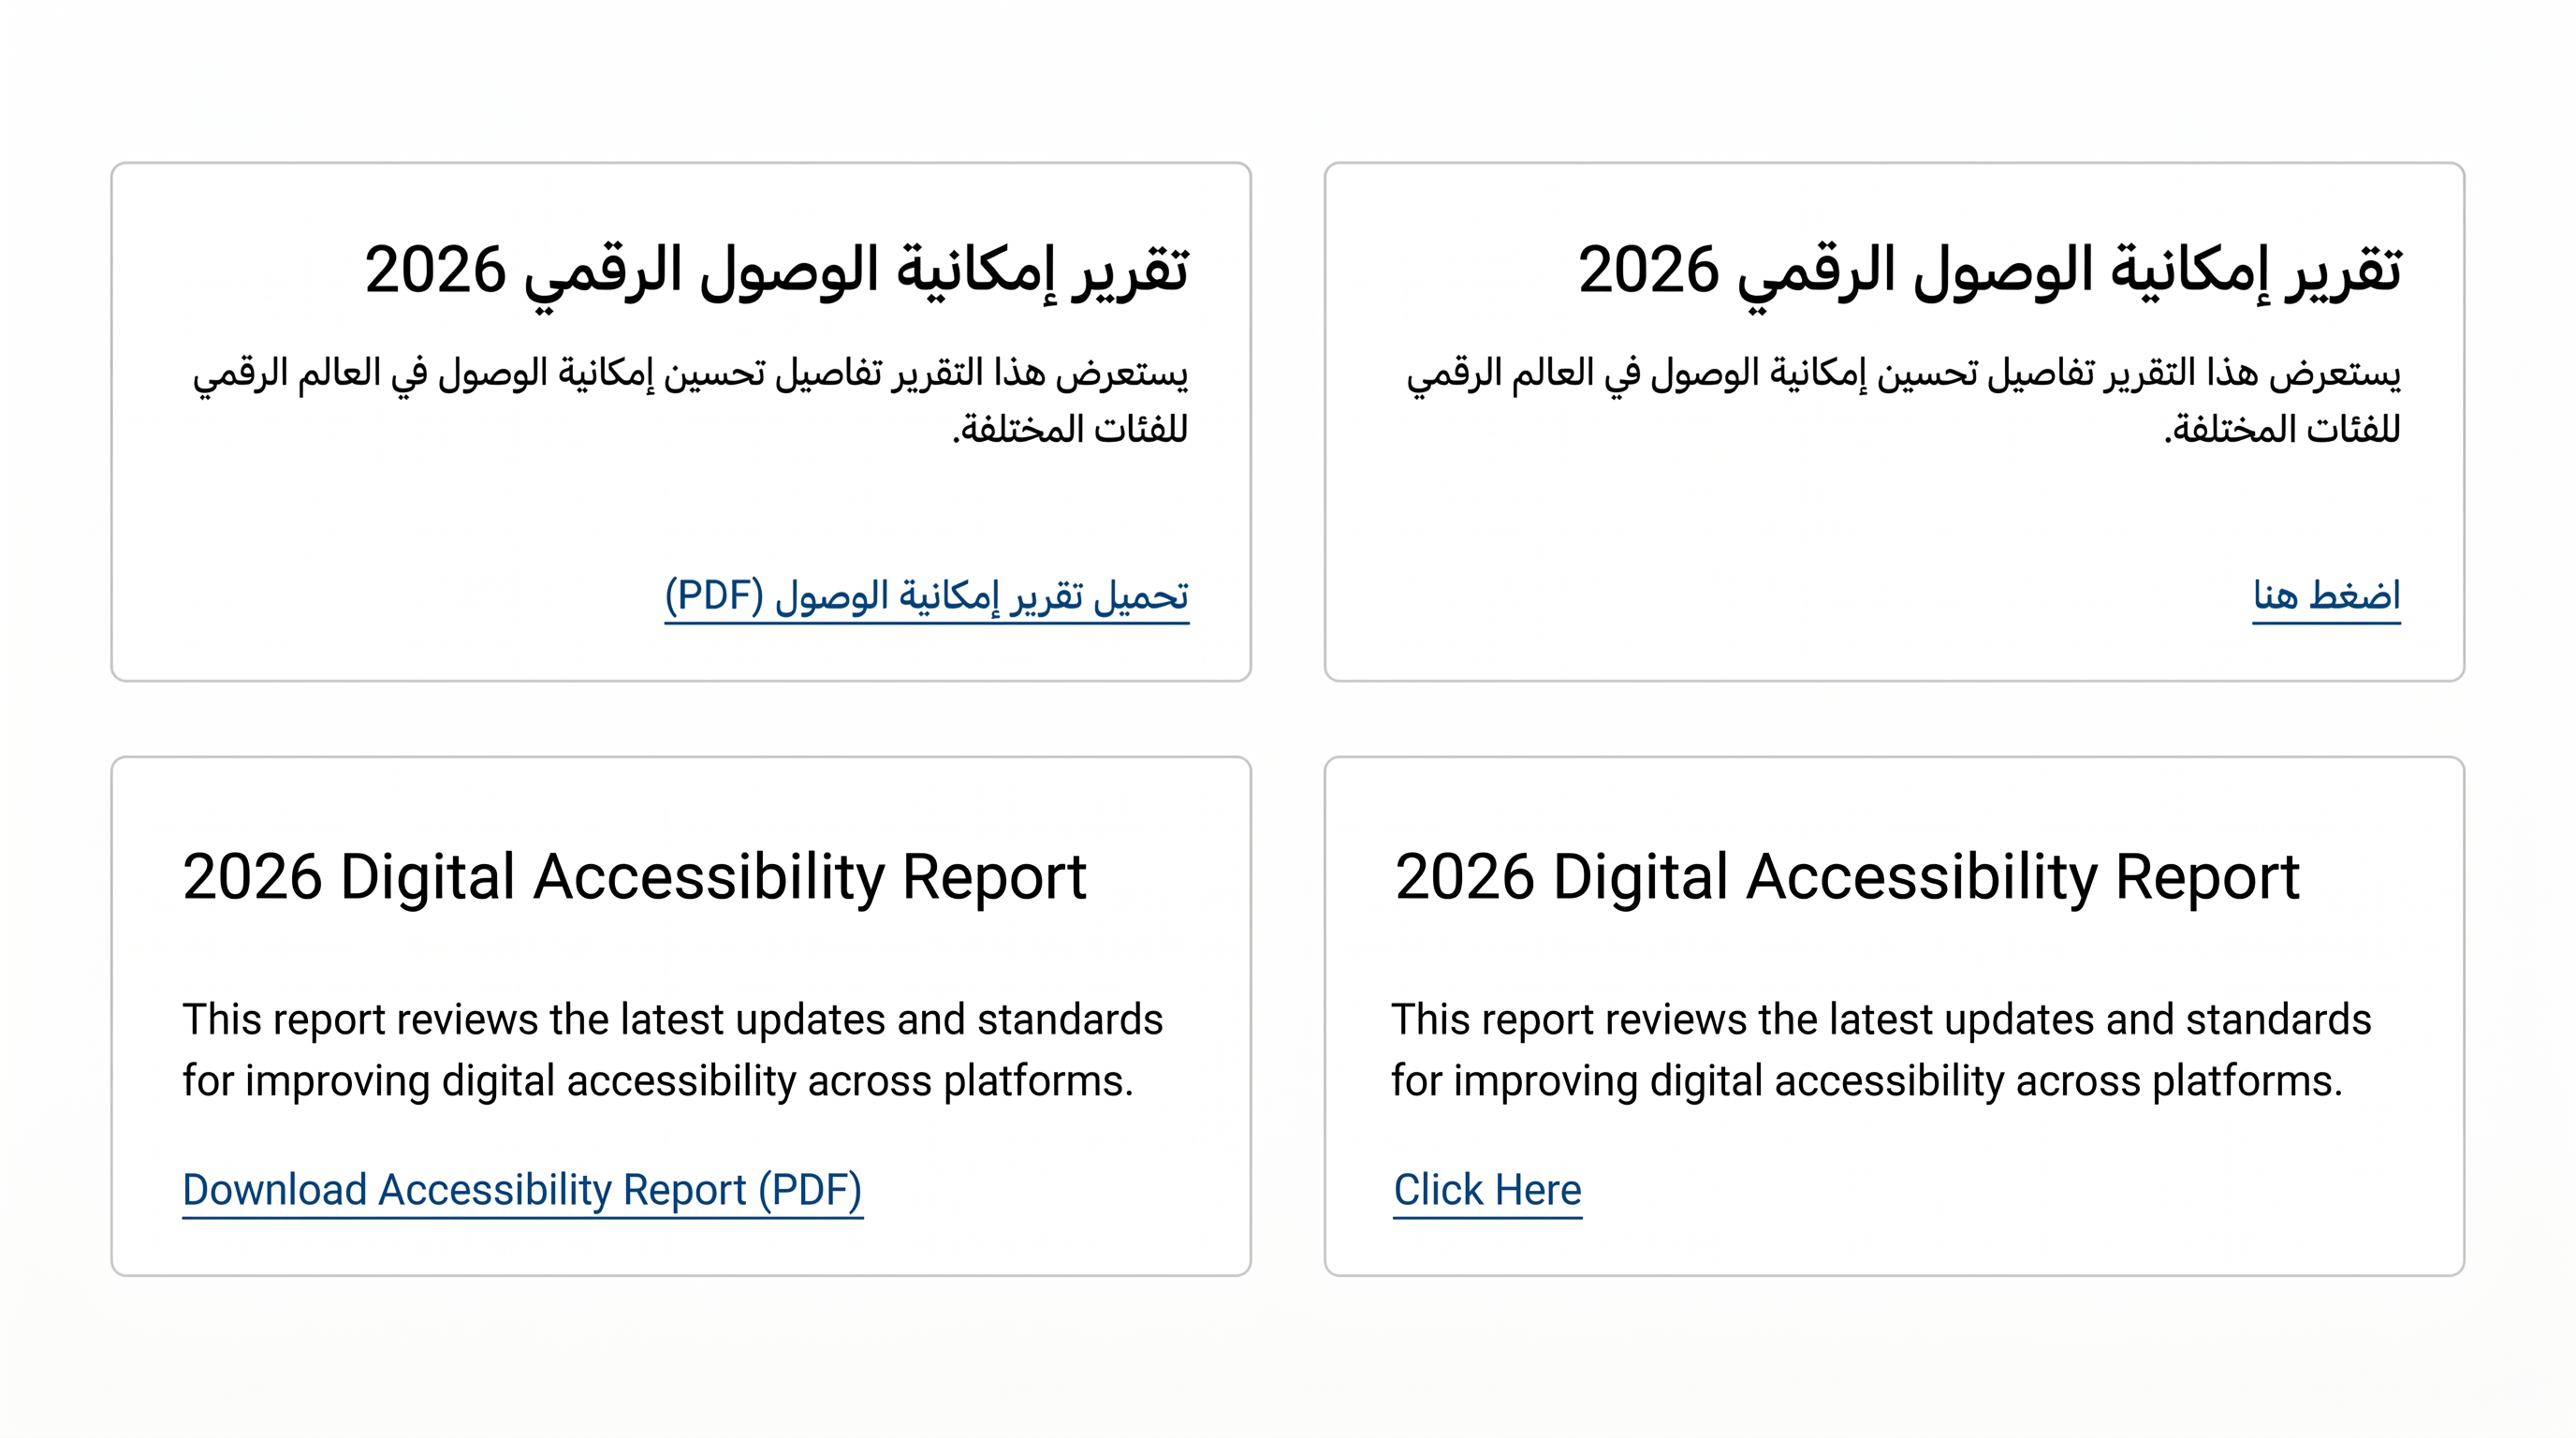 تقرير إمكانية الوصول الرقمي 2026
يستعرض هذا التقرير تفاصيل تحسين إمكانية الوصول في العالم الرقمي
للفئات المختلفة.
اضغط هنا
تقرير إمكانية الوصول الرقمي 2026
يستعرض هذا التقرير تفاصيل تحسين إمكانية الوصول في العالم الرقمي
للفئات المختلفة.
تحميل تقرير إمكانية الوصول (PDF)
2026 Digital Accessibility Report
This report reviews the latest updates and standards
for improving digital accessibility across platforms.
Download Accessibility Report (PDF)
2026 Digital Accessibility Report
This report reviews the latest updates and standards
for improving digital accessibility across platforms.
Click Here